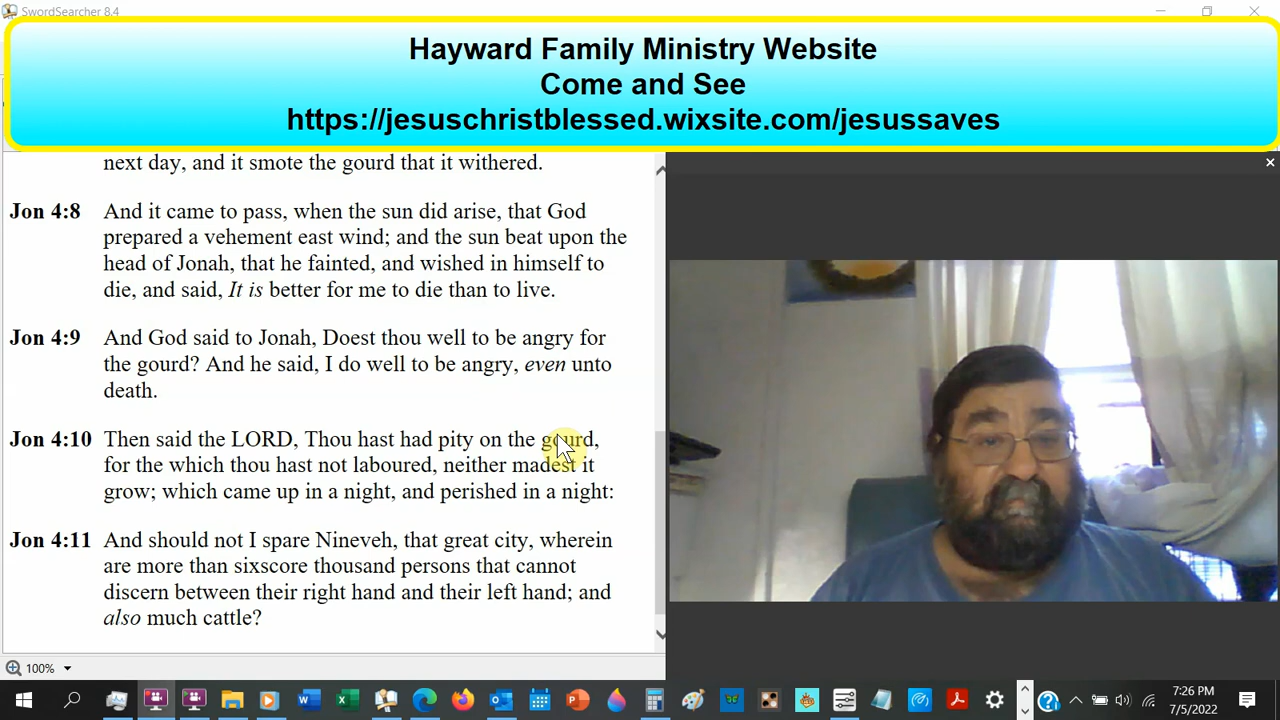 SwordSearcher 8.4
Hayward Family Ministry Website
Come and See
https://jesuschristblessed.wixsite.com/jesussaves
next day, and it smote the gourd that it withered.
Jon 4:8 And it came to pass, when the sun did arise, that God
prepared a vehement east wind; and the sun beat upon the
head of Jonah, that he fainted, and wished in himself to
die, and said, It is better for me to die than to live.
Jon 4:9 And God said to Jonah, Doest thou well to be angry for
the gourd? And he said, I do well to be angry, even unto
death.
Jon 4:10 Then said the LORD, Thou hast had pity on the gourd,
for the which thou hast not laboured, neither madest it
grow; which came up in a night, and perished in a night:
Jon 4:11 And should not I spare Nineveh, that great city, wherein
are more than sixscore thousand persons that cannot
discern between their right hand and their left hand; and
also much cattle?
100%
7:26 PM
7/5/2022